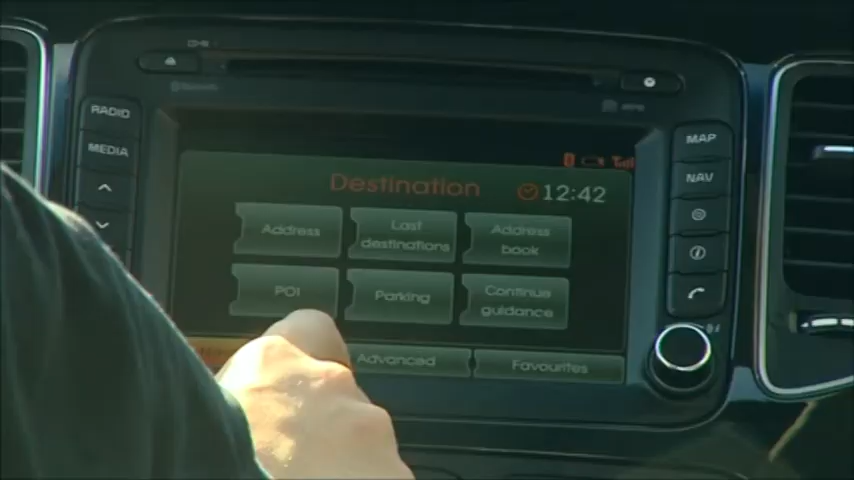 RADIO
MEDIA
MAP
NAV
Destination
12:42
Address
Last
destinations
Address
book
POI
Parking
Continue
guidance
Advanced
Favourites